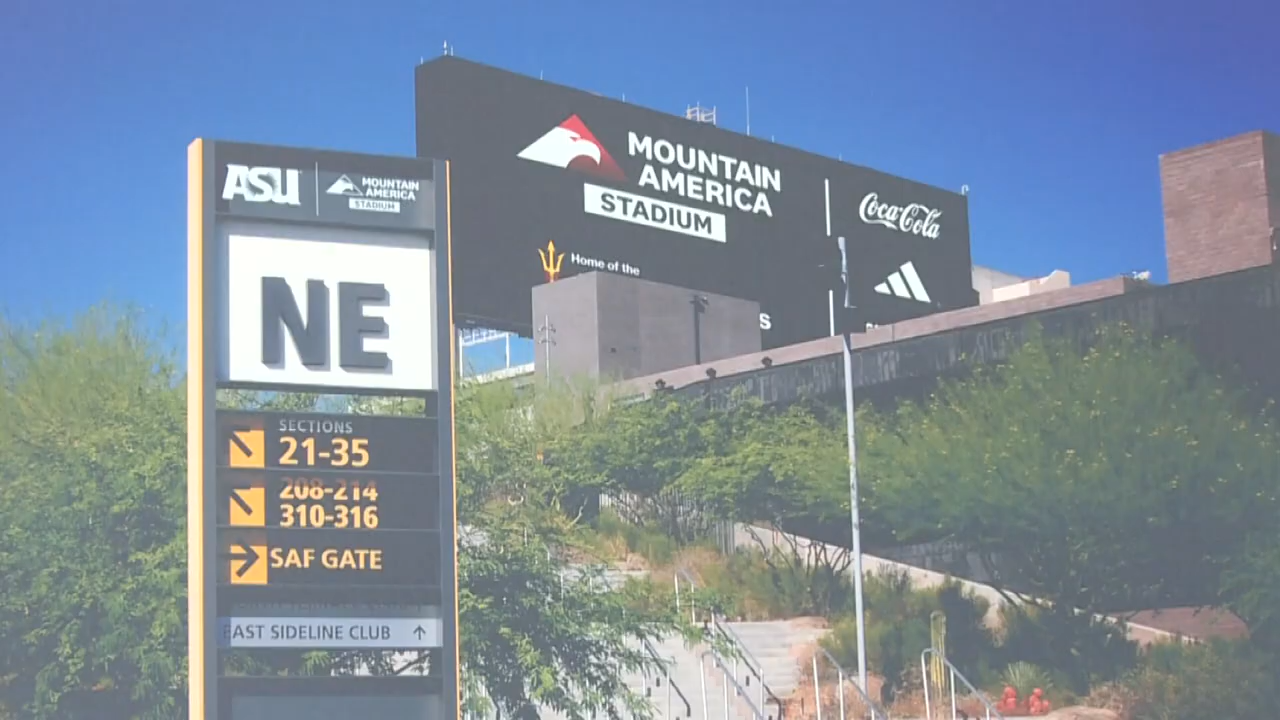 ASU
MOUNTAIN
AMERICA
STADIUM
NE
SECTIONS
21-35
208-214
310-316
SAF GATE
EAST SIDELINE CLUB ↑
MOUNTAIN
AMERICA
STADIUM
Home of the
S
Coca-Cola